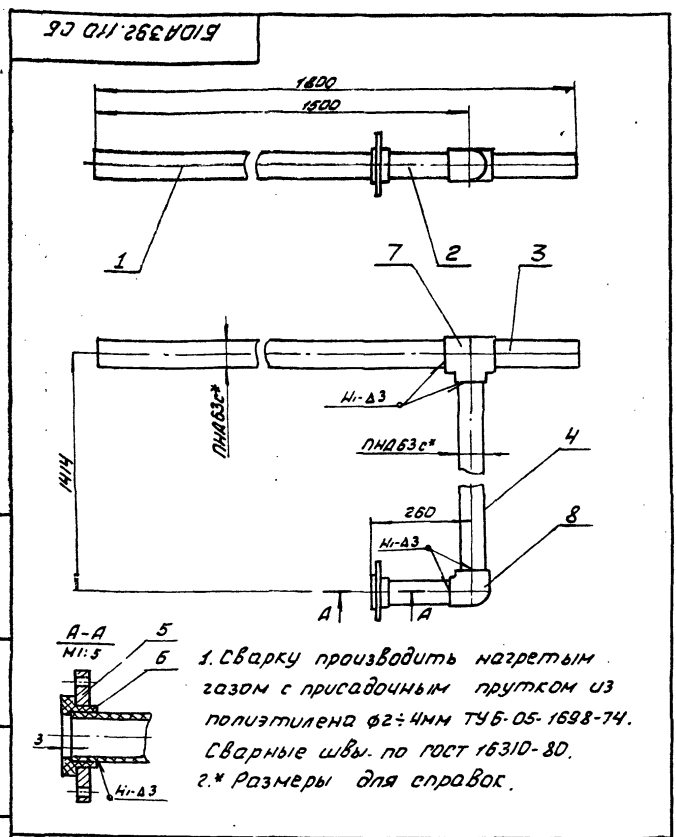 Б10А392.110 СБ
1800
1500
1
2
7
3
Н1-Δ3
ПНД63с*
ПНД63с*
1414
4
260
8
Н1-Δ3
А
А
А-А
М1:5
5
6
3
Н1-Δ3
1. Сварку производить нагретым
газом с присадочным прутком из
полиэтилена ϕ2÷4мм ТУ6-05-1698-74.
Сварные швы. по ГОСТ 16310-80.
2.* Размеры для справок.